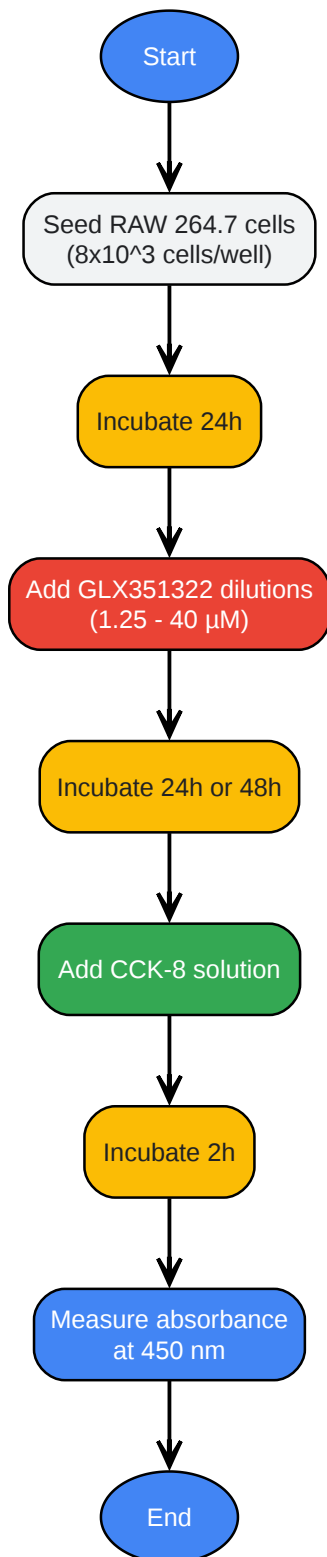 Start
Seed RAW 264.7 cells
(8x10^3 cells/well)
Incubate 24h
Add GLX351322 dilutions
(1.25 - 40 µM)
Incubate 24h or 48h
Add CCK-8 solution
Incubate 2h
Measure absorbance
at 450 nm
End